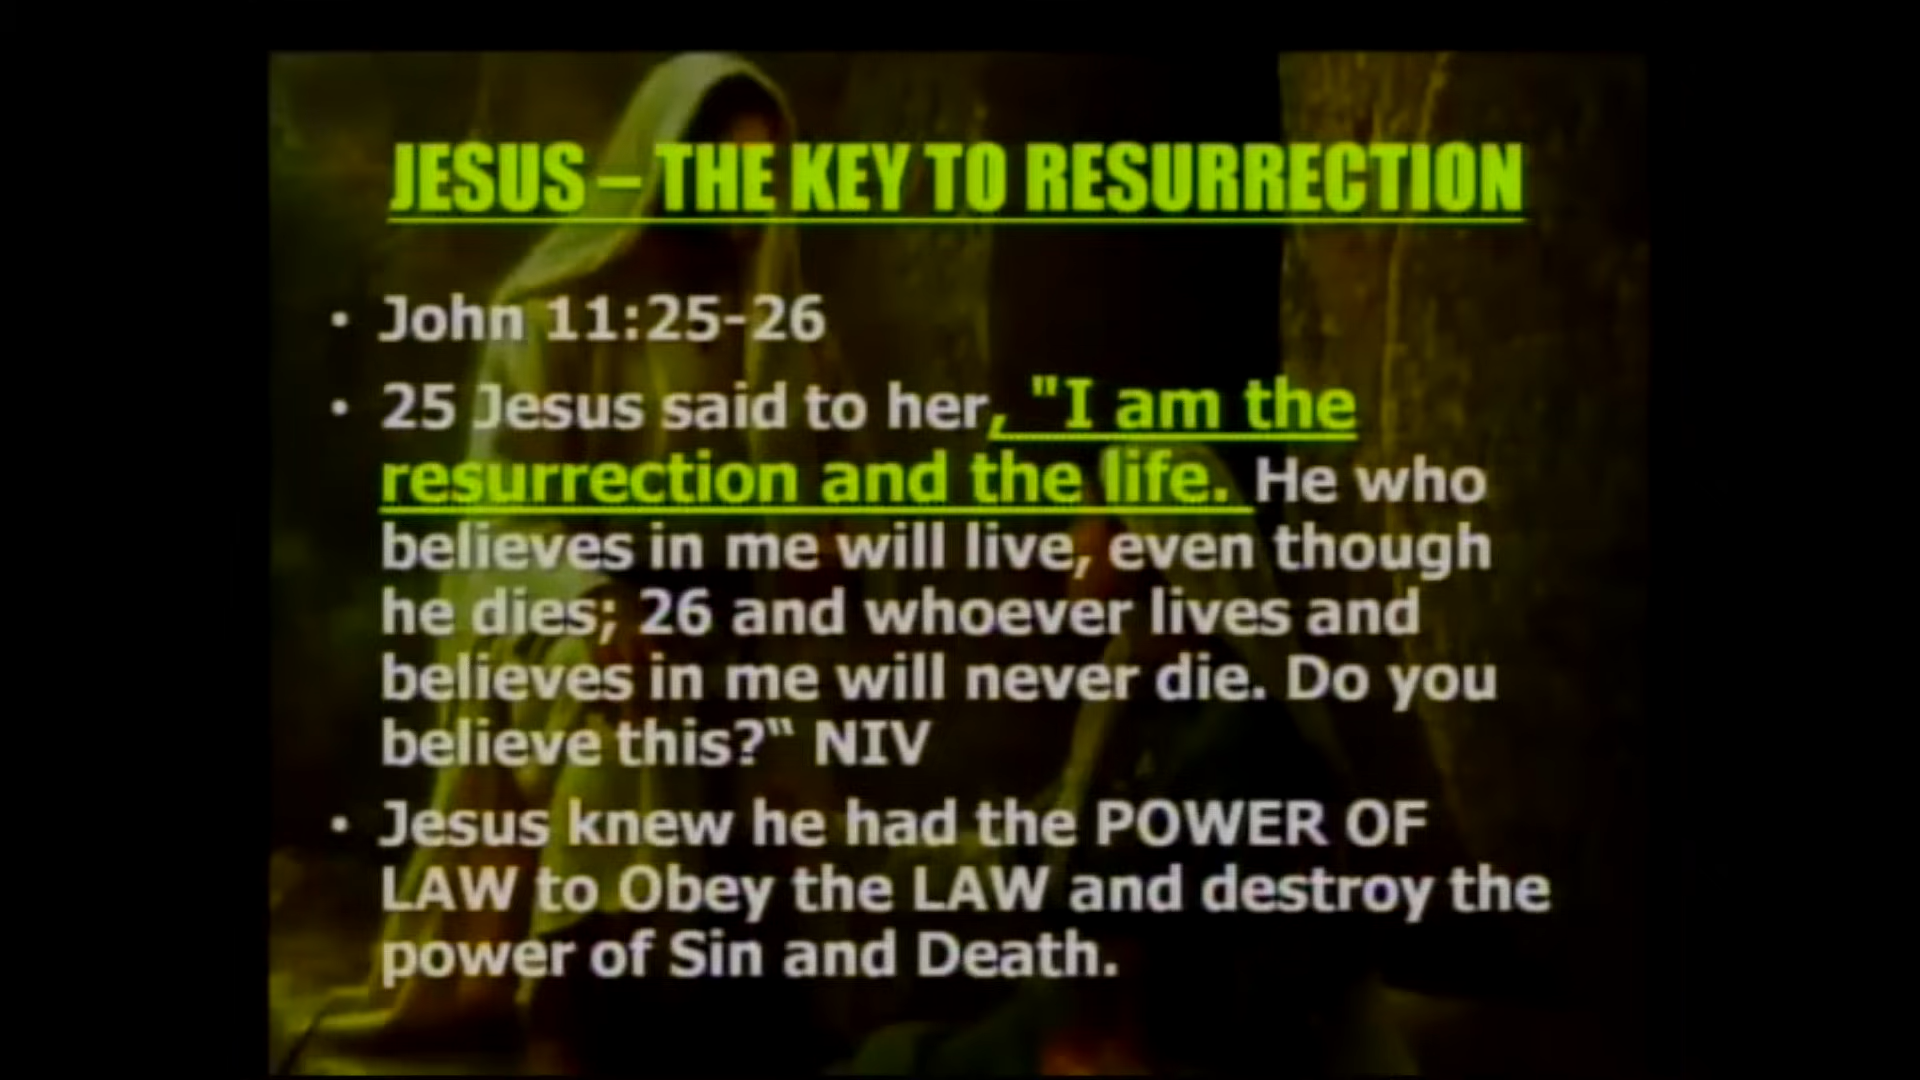 JESUS – THE KEY TO RESURRECTION
• John 11:25-26
• 25 Jesus said to her, "I am the
resurrection and the life. He who
believes in me will live, even though
he dies; 26 and whoever lives and
believes in me will never die. Do you
believe this?" NIV
• Jesus knew he had the POWER OF
LAW to Obey the LAW and destroy the
power of Sin and Death.